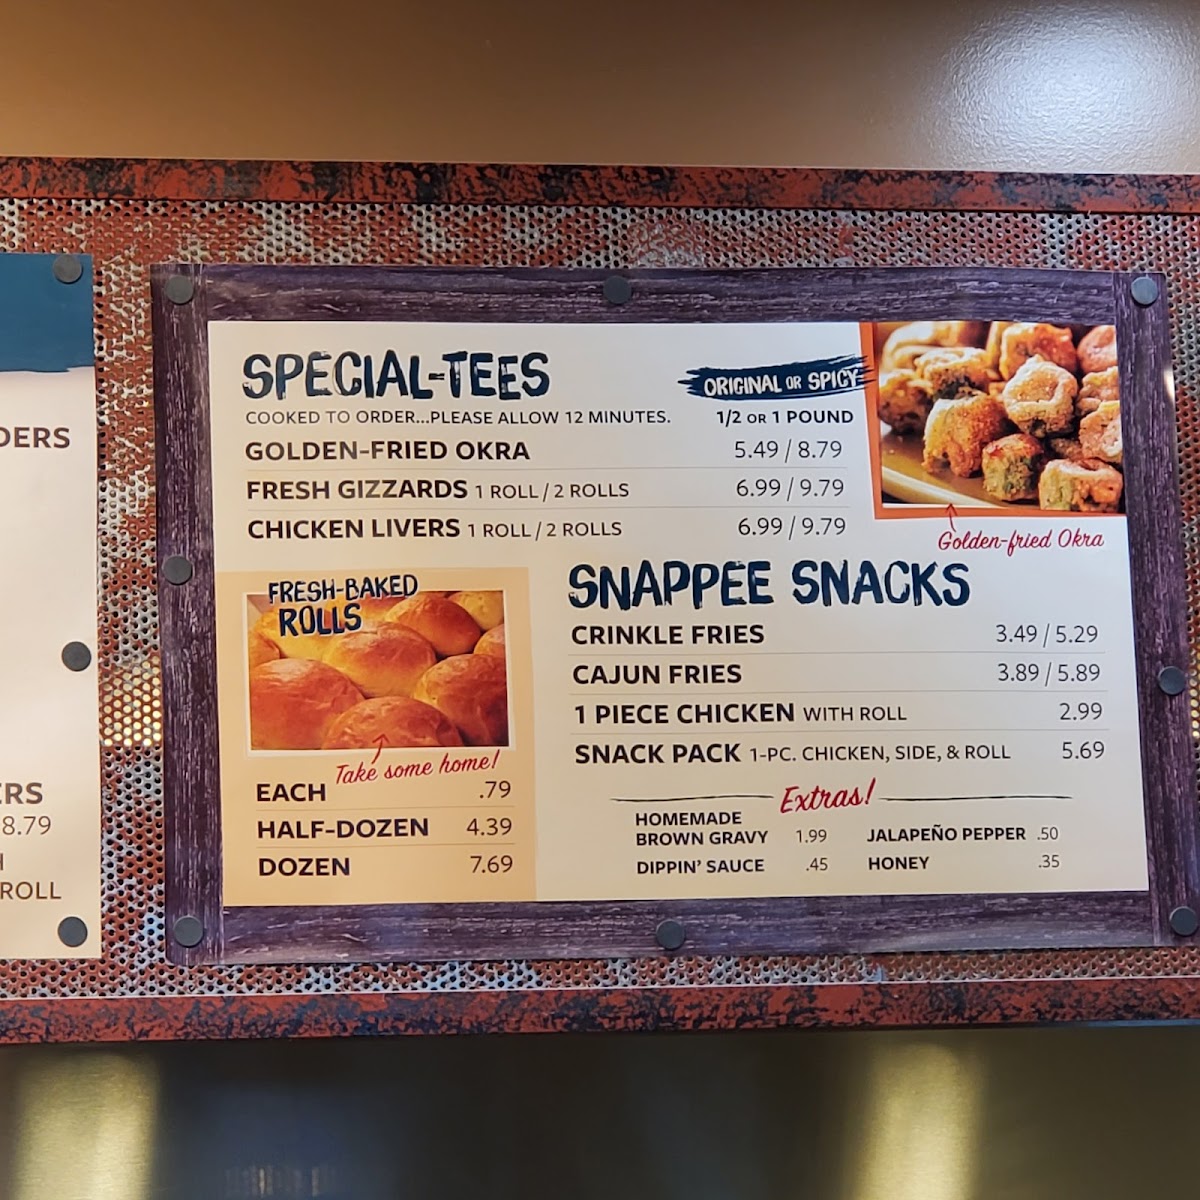 DERS
ERS
8.79
H
ROLL
SPECIAL-TEES
ORIGINAL OR SPICY
COOKED TO ORDER...PLEASE ALLOW 12 MINUTES. 1/2 OR 1 POUND
GOLDEN-FRIED OKRA 5.49 / 8.79
FRESH GIZZARDS 1 ROLL / 2 ROLLS 6.99 / 9.79
CHICKEN LIVERS 1 ROLL / 2 ROLLS 6.99 / 9.79
Golden-fried Okra
FRESH-BAKED
ROLLS
Take some home!
EACH .79
HALF-DOZEN 4.39
DOZEN 7.69
SNAPPEE SNACKS
CRINKLE FRIES 3.49 / 5.29
CAJUN FRIES 3.89 / 5.89
1 PIECE CHICKEN WITH ROLL 2.99
SNACK PACK 1-PC. CHICKEN, SIDE, & ROLL 5.69
Extras!
HOMEMADE
BROWN GRAVY 1.99 JALAPEÑO PEPPER .50
DIPPIN' SAUCE .45 HONEY .35